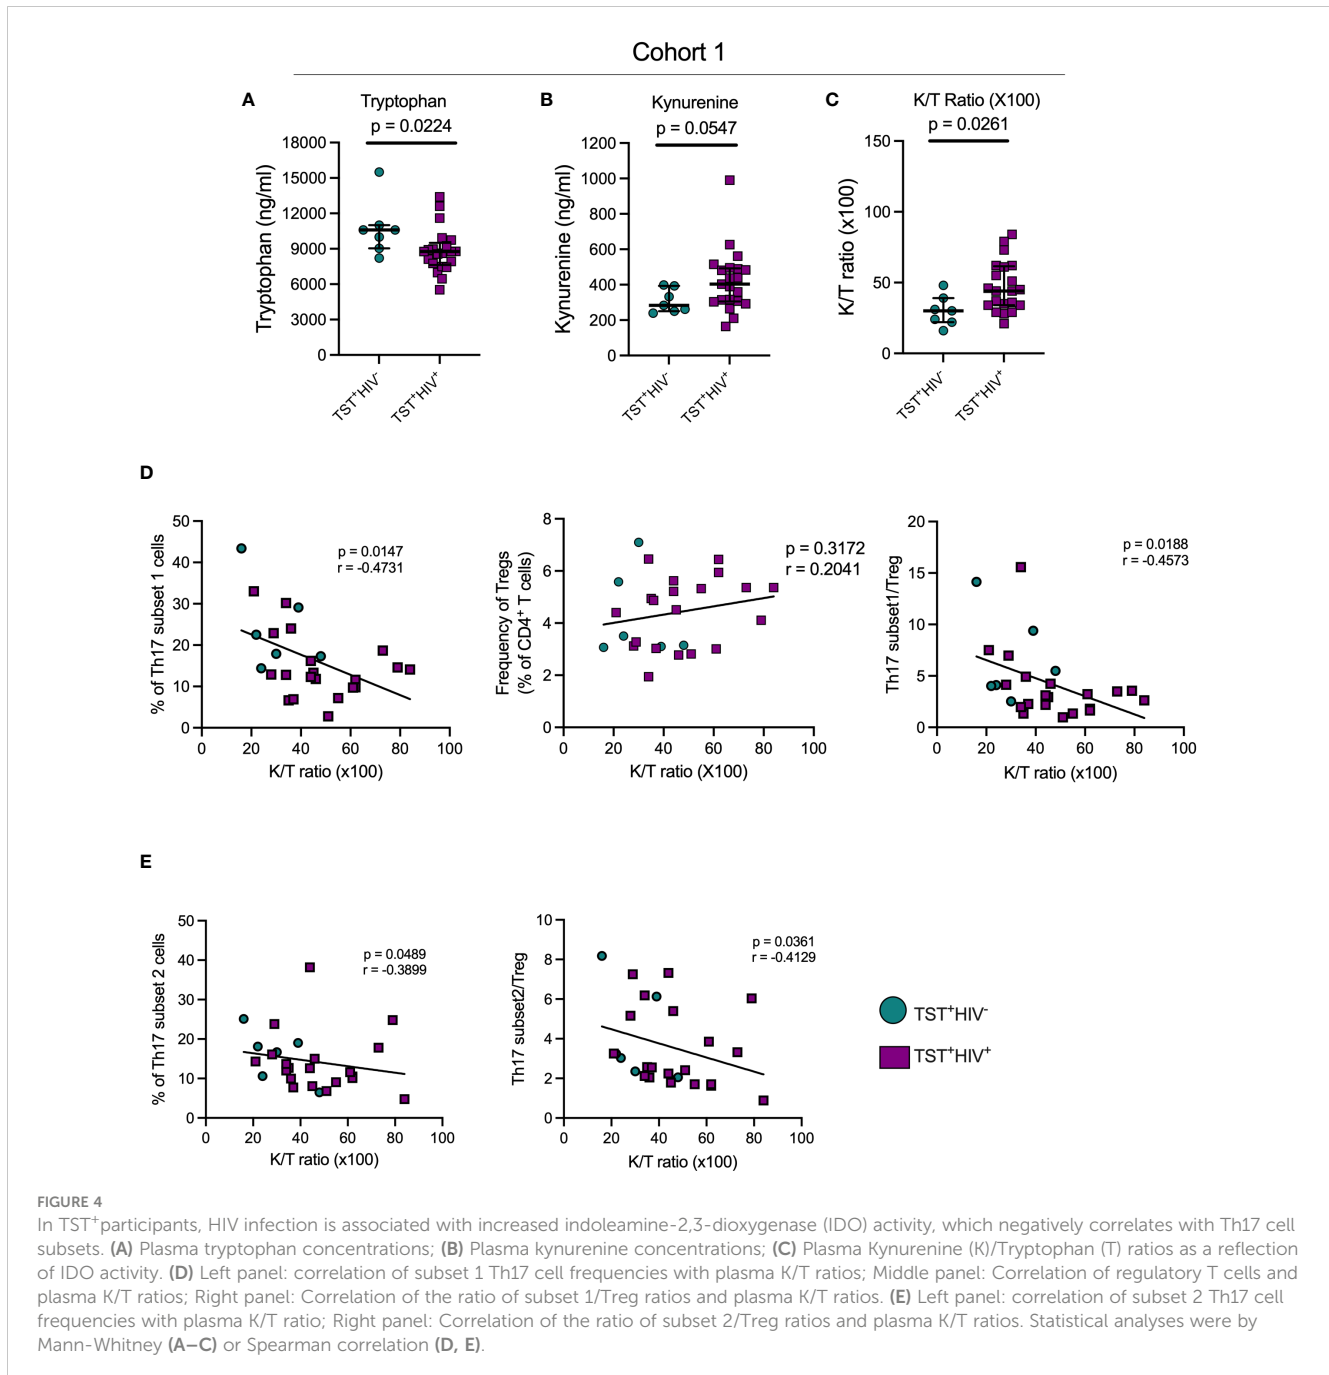 Cohort 1
A
Tryptophan
p = 0.0224
18000
15000
12000
9000
6000
3000
0
Tryptophan (ng/ml)
TST⁺HIV⁻
TST⁺HIV⁺
B
Kynurenine
p = 0.0547
1200
1000
800
600
400
200
0
Kynurenine (ng/ml)
TST⁺HIV⁻
TST⁺HIV⁺
C
K/T Ratio (X100)
p = 0.0261
150
100
50
0
K/T ratio (x100)
TST⁺HIV⁻
TST⁺HIV⁺
D
50
40
30
20
10
0
% of Th17 subset 1 cells
p = 0.0147
r = -0.4731
0 20 40 60 80 100
K/T ratio (x100)
8
6
4
2
0
Frequency of Tregs
(% of CD4⁺ T cells)
p = 0.3172
r = 0.2041
0 20 40 60 80 100
K/T ratio (X100)
20
15
10
5
0
Th17 subset1/Treg
p = 0.0188
r = -0.4573
0 20 40 60 80 100
K/T ratio (x100)
E
50
40
30
20
10
0
% of Th17 subset 2 cells
p = 0.0489
r = -0.3899
0 20 40 60 80 100
K/T ratio (x100)
10
8
6
4
2
0
Th17 subset2/Treg
p = 0.0361
r = -0.4129
0 20 40 60 80 100
K/T ratio (x100)
TST⁺HIV⁻
TST⁺HIV⁺
FIGURE 4
In TST⁺participants, HIV infection is associated with increased indoleamine-2,3-dioxygenase (IDO) activity, which negatively correlates with Th17 cell
subsets. (A) Plasma tryptophan concentrations; (B) Plasma kynurenine concentrations; (C) Plasma Kynurenine (K)/Tryptophan (T) ratios as a reflection
of IDO activity. (D) Left panel: correlation of subset 1 Th17 cell frequencies with plasma K/T ratios; Middle panel: Correlation of regulatory T cells and
plasma K/T ratios; Right panel: Correlation of the ratio of subset 1/Treg ratios and plasma K/T ratios. (E) Left panel: correlation of subset 2 Th17 cell
frequencies with plasma K/T ratio; Right panel: Correlation of the ratio of subset 2/Treg ratios and plasma K/T ratios. Statistical analyses were by
Mann-Whitney (A–C) or Spearman correlation (D, E).